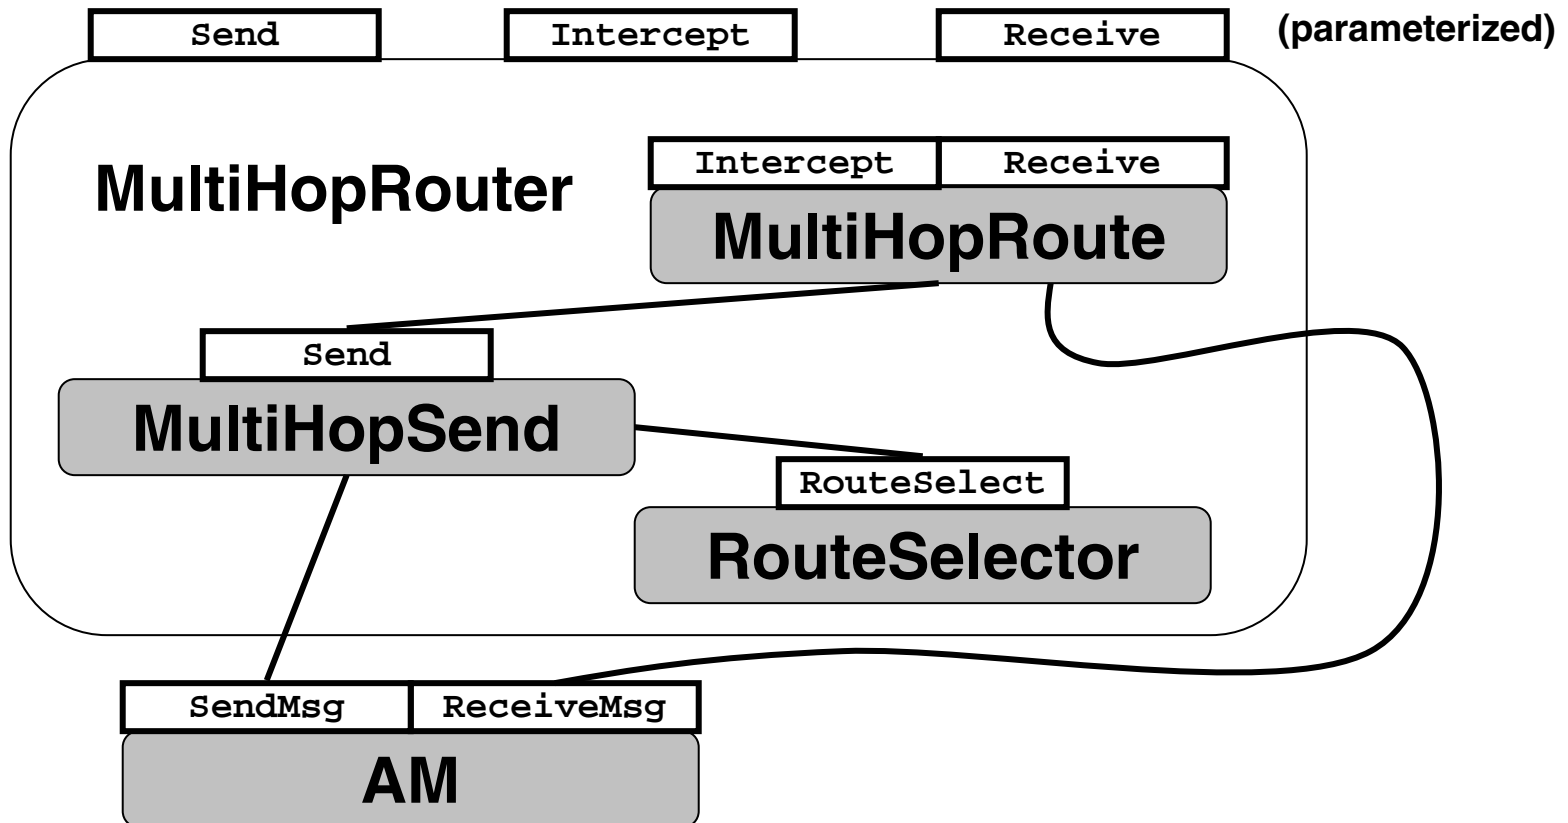 Send
Intercept
Receive
(parameterized)
Intercept
Receive
MultiHopRouter
MultiHopRoute
Send
MultiHopSend
RouteSelect
RouteSelector
SendMsg
ReceiveMsg
AM